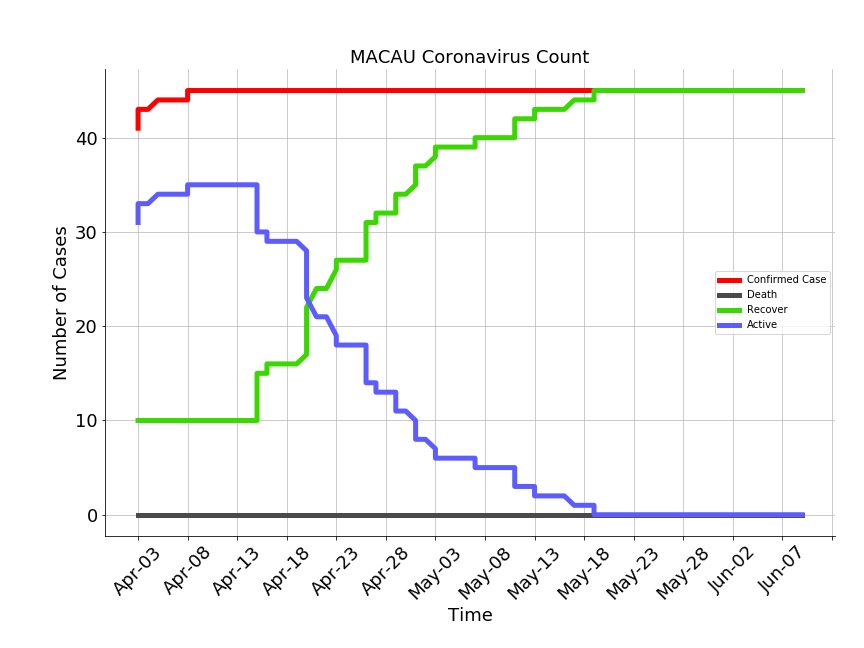 MACAU Coronavirus Count
Number of Cases
40
30
20
10
0
Confirmed Case
Death
Recover
Active
Apr-03
Apr-08
Apr-13
Apr-18
Apr-23
Apr-28
May-03
May-08
May-13
May-18
May-23
May-28
Jun-02
Jun-07
Time